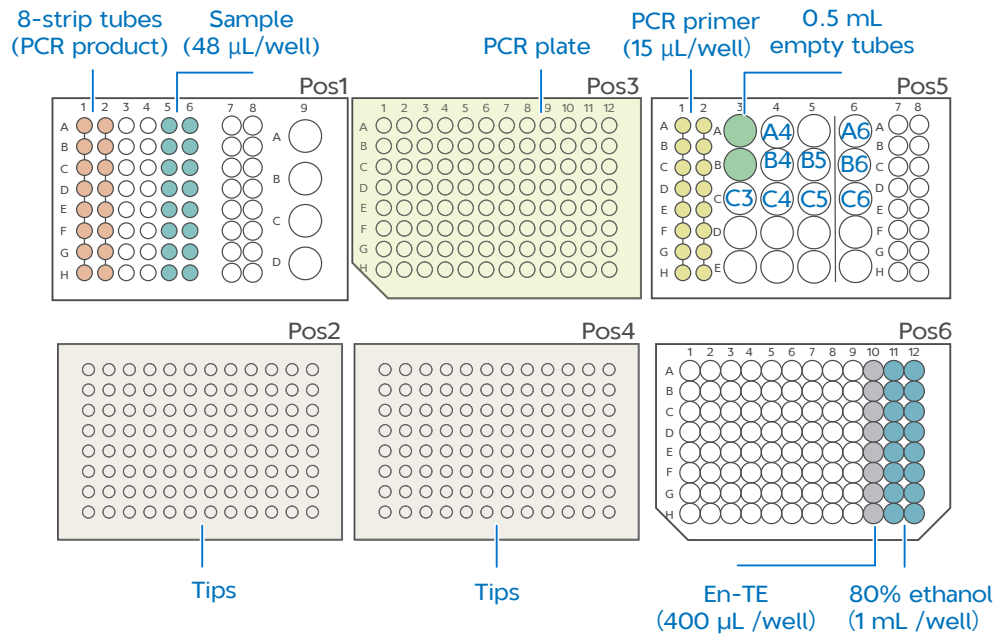 8-strip tubes
(PCR product)
Sample
(48 µL/well)
PCR plate
PCR primer
(15 µL/well)
0.5 mL
empty tubes
Pos1
Pos3
Pos5
1 2 3 4 5 6 7 8 9
A
B
C
D
E
F
G
H
A
B
C
D
1 2 3 4 5 6 7 8 9 10 11 12
A
B
C
D
E
F
G
H
1 2 3 4 5 6 7 8
A
B
C
D
E
F
G
H
A
B
C
D
E
A4 A6
B4 B5 B6
C3 C4 C5 C6
A
B
C
D
E
F
G
H
Pos2
Pos4
Pos6
1 2 3 4 5 6 7 8 9 10 11 12
A
B
C
D
E
F
G
H
Tips
Tips
En-TE
(400 µL /well)
80% ethanol
(1 mL /well)